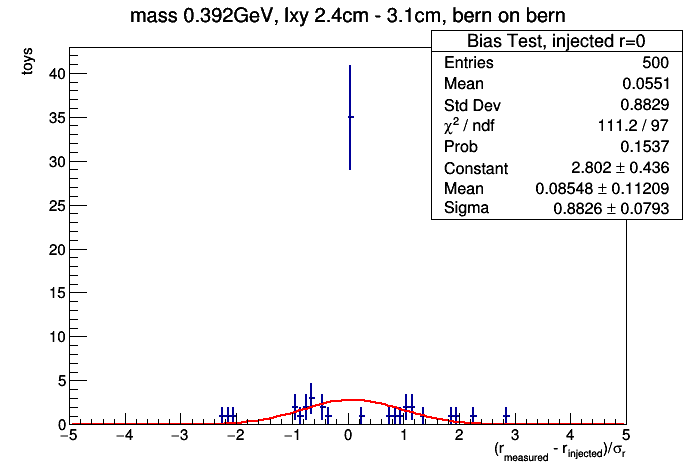 mass 0.392GeV, lxy 2.4cm - 3.1cm, bern on bern
Bias Test, injected r=0
Entries 500
Mean 0.0551
Std Dev 0.8829
χ² / ndf 111.2 / 97
Prob 0.1537
Constant 2.802 ± 0.436
Mean 0.08548 ± 0.11209
Sigma 0.8826 ± 0.0793
toys
40
35
30
25
20
15
10
5
0
−5 −4 −3 −2 −1 0 1 2 3 4 5
(r_measured - r_injected)/σ_r